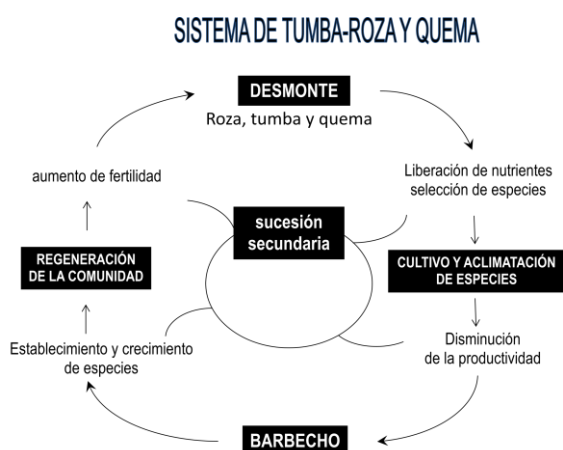 SISTEMA DE TUMBA-ROZA Y QUEMA
DESMONTE
Roza, tumba y quema
Liberación de nutrientes
selección de especies
CULTIVO Y ACLIMATACIÓN
DE ESPECIES
Disminución
de la productividad
BARBECHO
Establecimiento y crecimiento
de especies
REGENERACIÓN
DE LA COMUNIDAD
aumento de fertilidad
sucesión
secundaria